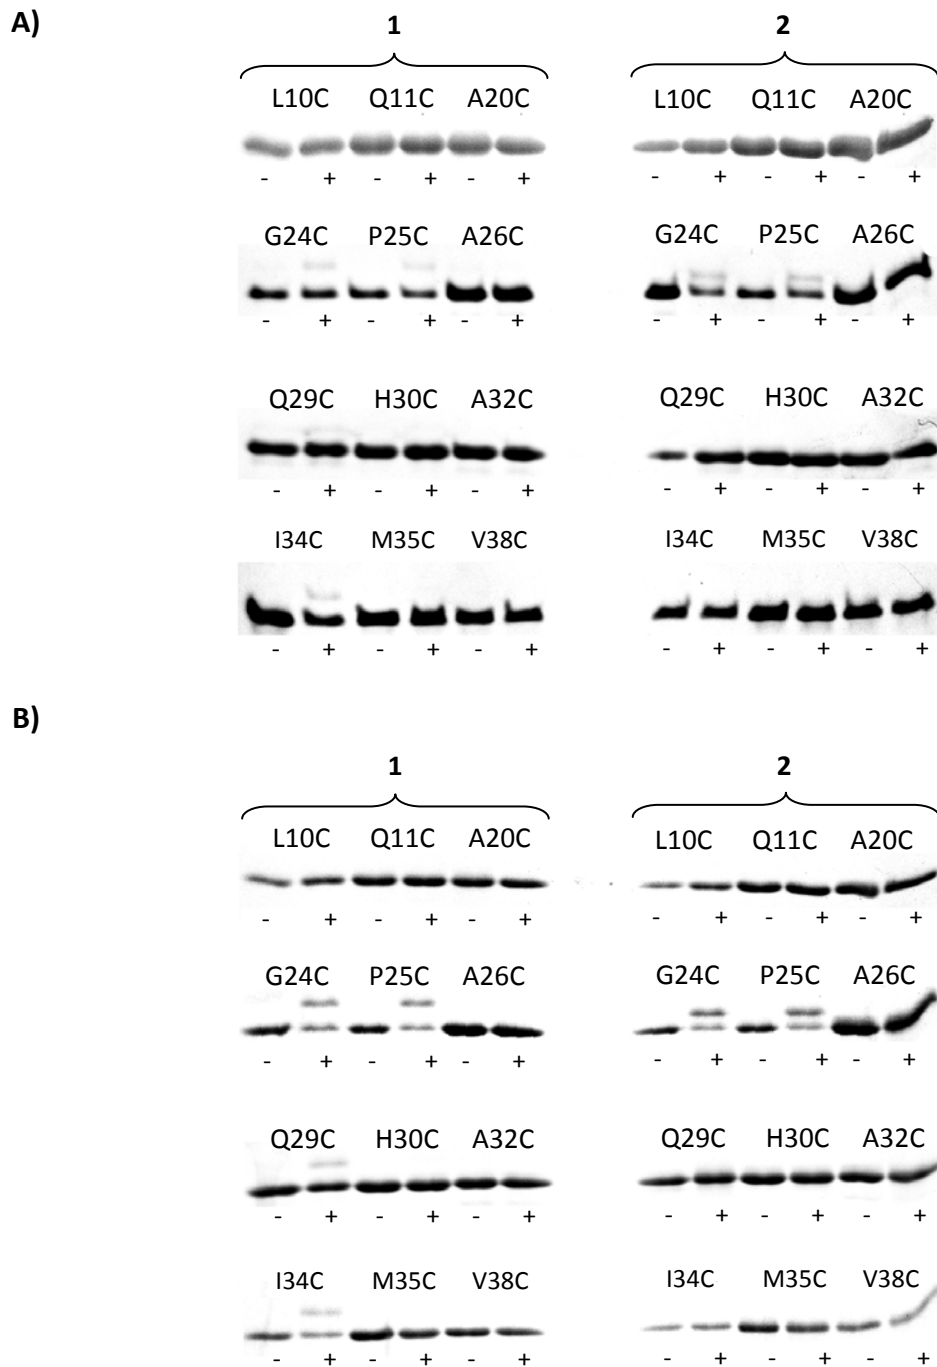 A)
1 2
L10C Q11C A20C L10C Q11C A20C
- + - + - + - + - + - +
G24C P25C A26C G24C P25C A26C
- + - + - + - + - + - +
Q29C H30C A32C Q29C H30C A32C
- + - + - + - + - + - +
I34C M35C V38C I34C M35C V38C
- + - + - + - + - + - +
B)
1 2
L10C Q11C A20C L10C Q11C A20C
- + - + - + - + - + - +
G24C P25C A26C G24C P25C A26C
- + - + - + - + - + - +
Q29C H30C A32C Q29C H30C A32C
- + - + - + - + - + - +
I34C M35C V38C I34C M35C V38C
- + - + - + - + - + - +